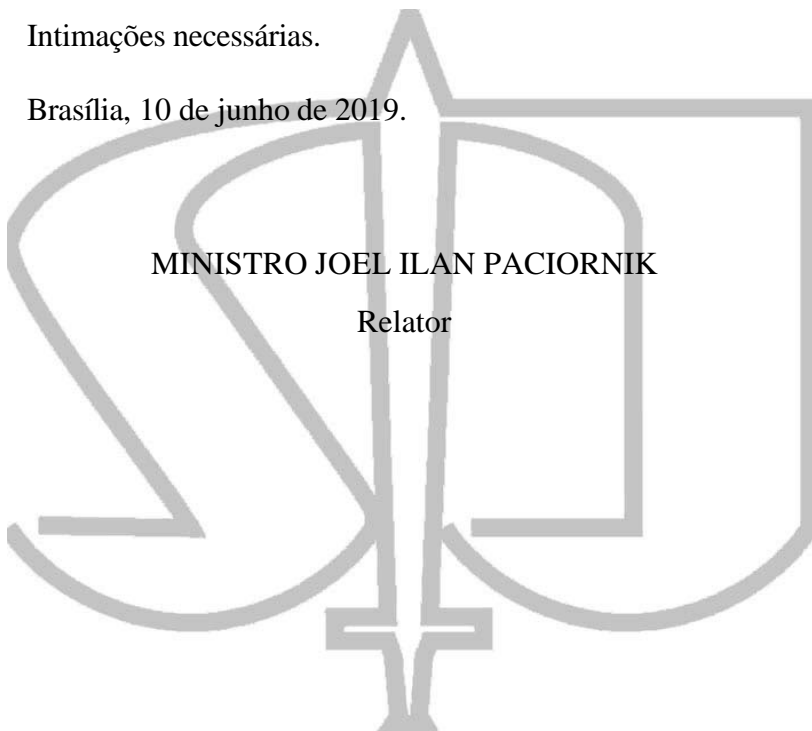 Intimações necessárias.
Brasília, 10 de junho de 2019.
MINISTRO JOEL ILAN PACIORNIK
Relator